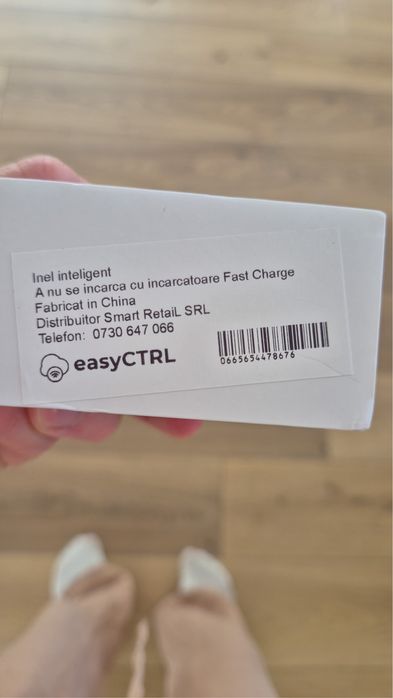 Inel inteligent
A nu se incarca cu incarcatoare Fast Charge
Fabricat in China
Distribuitor Smart RetaiL SRL
Telefon: 0730 647 066
easyCTRL
0665654478676